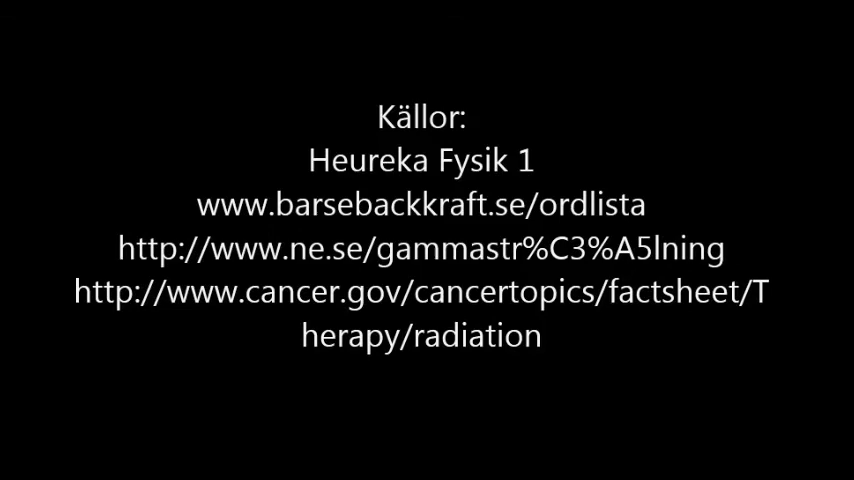 Källor:
Heureka Fysik 1
www.barsebackkraft.se/ordlista
http://www.ne.se/gammastr%C3%A5lning
http://www.cancer.gov/cancertopics/factsheet/T
herapy/radiation